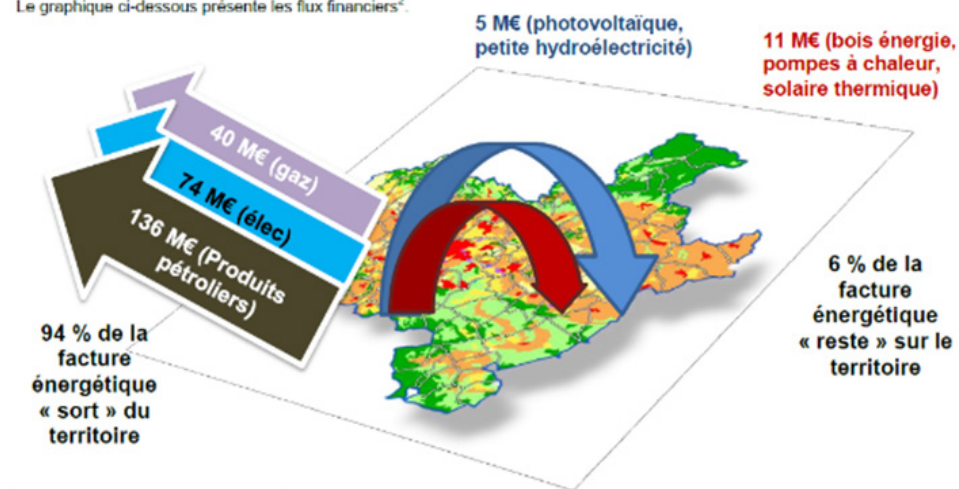 Le graphique ci-dessous présente les flux financiers².
5 M€ (photovoltaïque,
petite hydroélectricité)
11 M€ (bois énergie,
pompes à chaleur,
solaire thermique)
40 M€ (gaz)
74 M€ (élec)
136 M€ (Produits
pétroliers)
94 % de la
facture
énergétique
« sort » du
territoire
6 % de la
facture
énergétique
« reste » sur le
territoire